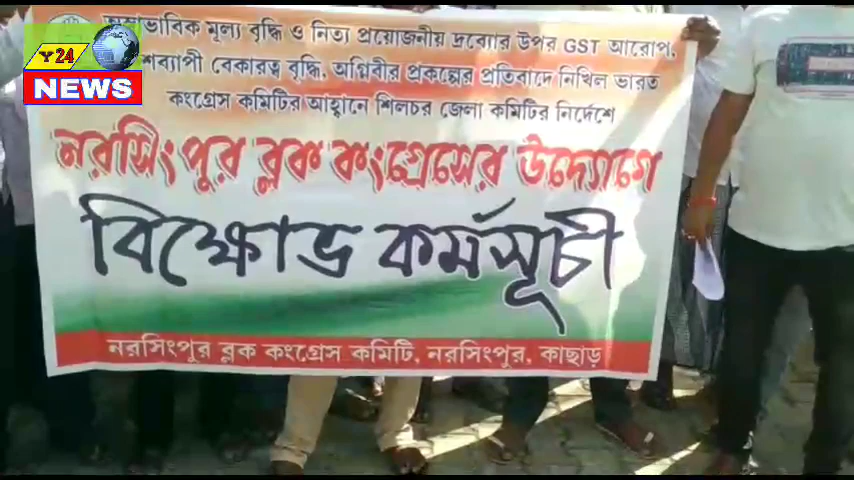 Y24
NEWS
অস্বাভাবিক মূল্য বৃদ্ধি ও নিত্য প্রয়োজনীয় দ্রব্যের উপর GST আরোপ,
শব্যাপী বেকারত্ব বৃদ্ধি, অগ্নিবীর প্রকল্পের প্রতিবাদে নিখিল ভারত
কংগ্রেস কমিটির আহ্বানে শিলচর জেলা কমিটির নির্দেশে
নরসিংপুর ব্লক কংগ্রেসের উদ্যোগে
বিক্ষোভ কর্মসূচী
নরসিংপুর ব্লক কংগ্রেস কমিটি, নরসিংপুর, কাছাড়